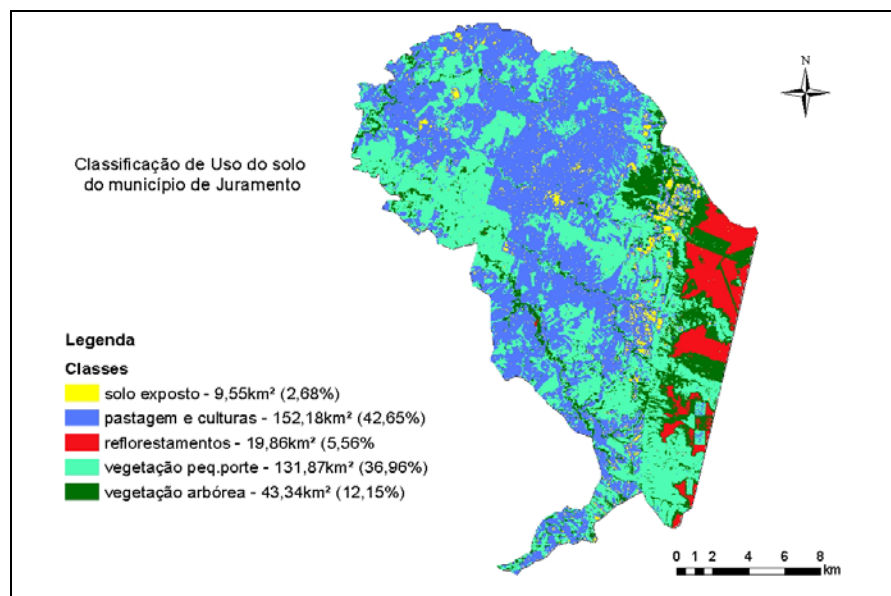 N
Classificação de Uso do solo
do município de Juramento
Legenda
Classes
solo exposto - 9,55km² (2,68%)
pastagem e culturas - 152,18km² (42,65%)
reflorestamentos - 19,86km² (5,56%
vegetação peq.porte - 131,87km² (36,96%)
vegetação arbórea - 43,34km² (12,15%)
0 1 2 4 6 8
km